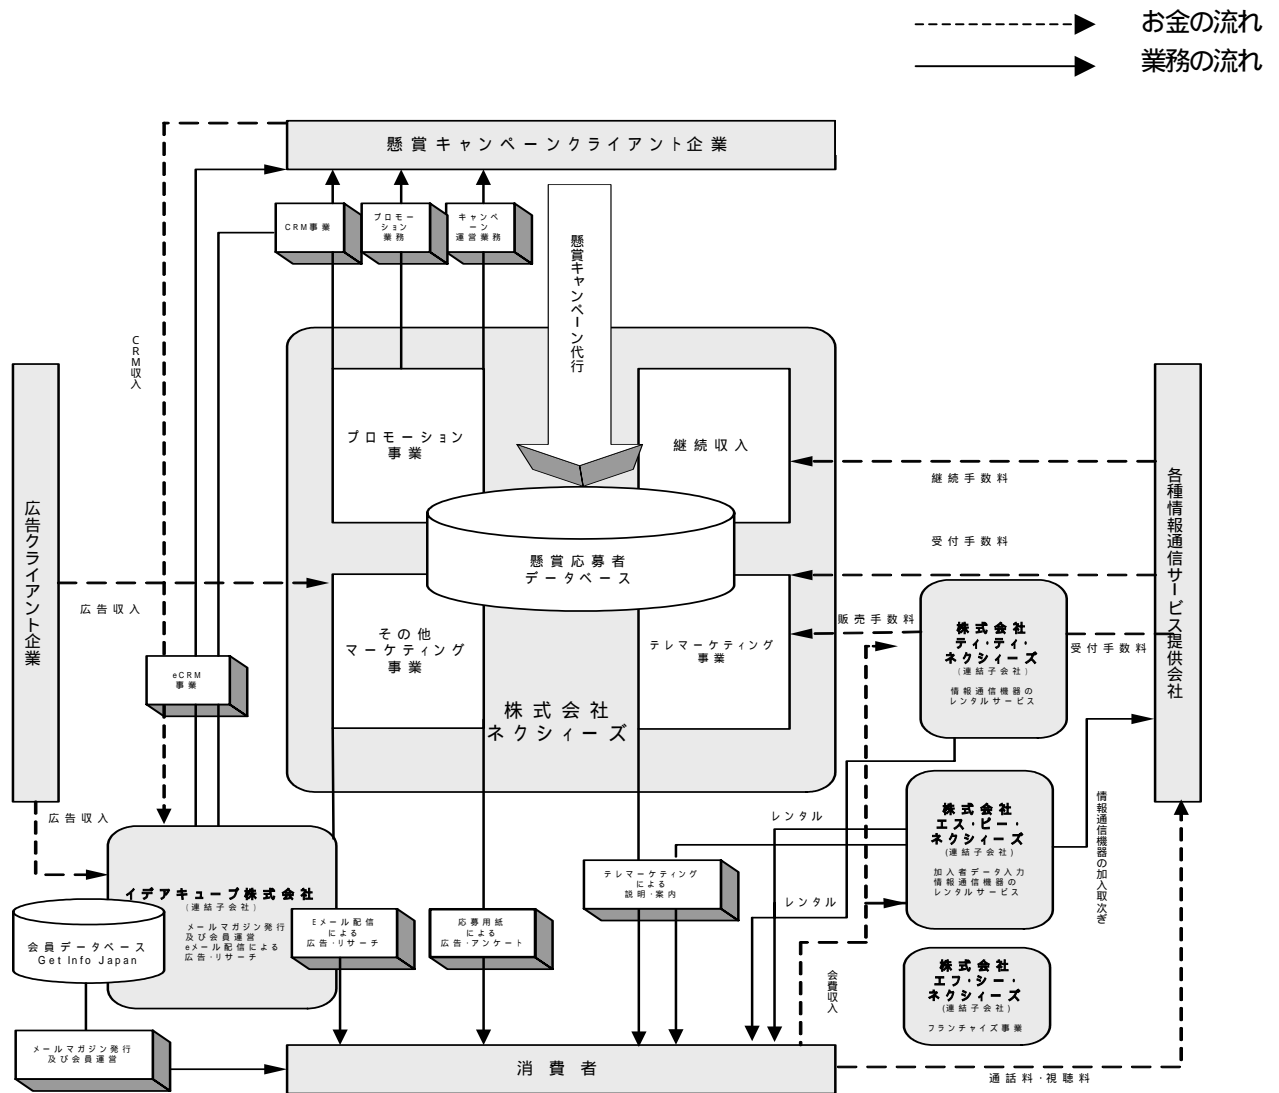 お金の流れ
業務の流れ
懸賞キャンペーンクライアント企業
CRM事業
プロモー
ション
業務
キャンペ
ーン
運営業務
懸賞キャンペーン代行
CRM収入
プロモーション
事業
継続収入
継続手数料
広告クライアント企業
各種情報通信サービス提供会社
受付手数料
懸賞応募者
データベース
広告収入
販売手数料
その他
マーケティング
事業
テレマーケティング
事業
株式会社
ティ・ティ・
ネクシィーズ
(連結子会社)
情報通信機器の
レンタルサービス
受付手数料
eCRM
事業
株式会社
ネクシィーズ
広告収入
レンタル
株式会社
エス・ピー・
ネクシィーズ
(連結子会社)
加入者データ入力
情報通信機器の
レンタルサービス
情報通信機器の加入取次ぎ
イデアキューブ株式会社
(連結子会社)
メールマガジン発行
及び会員運営
eメール配信による
広告・リサーチ
テレマーケティング
による
説明・案内
レンタル
Eメール配信
による
広告・リサーチ
応募用紙
による
広告・アンケート
会員データベース
Get Info Japan
会費収入
株式会社
エフ・シー・
ネクシィーズ
(連結子会社)
フランチャイズ事業
メールマガジン発行
及び会員運営
消費者
通話料・視聴料